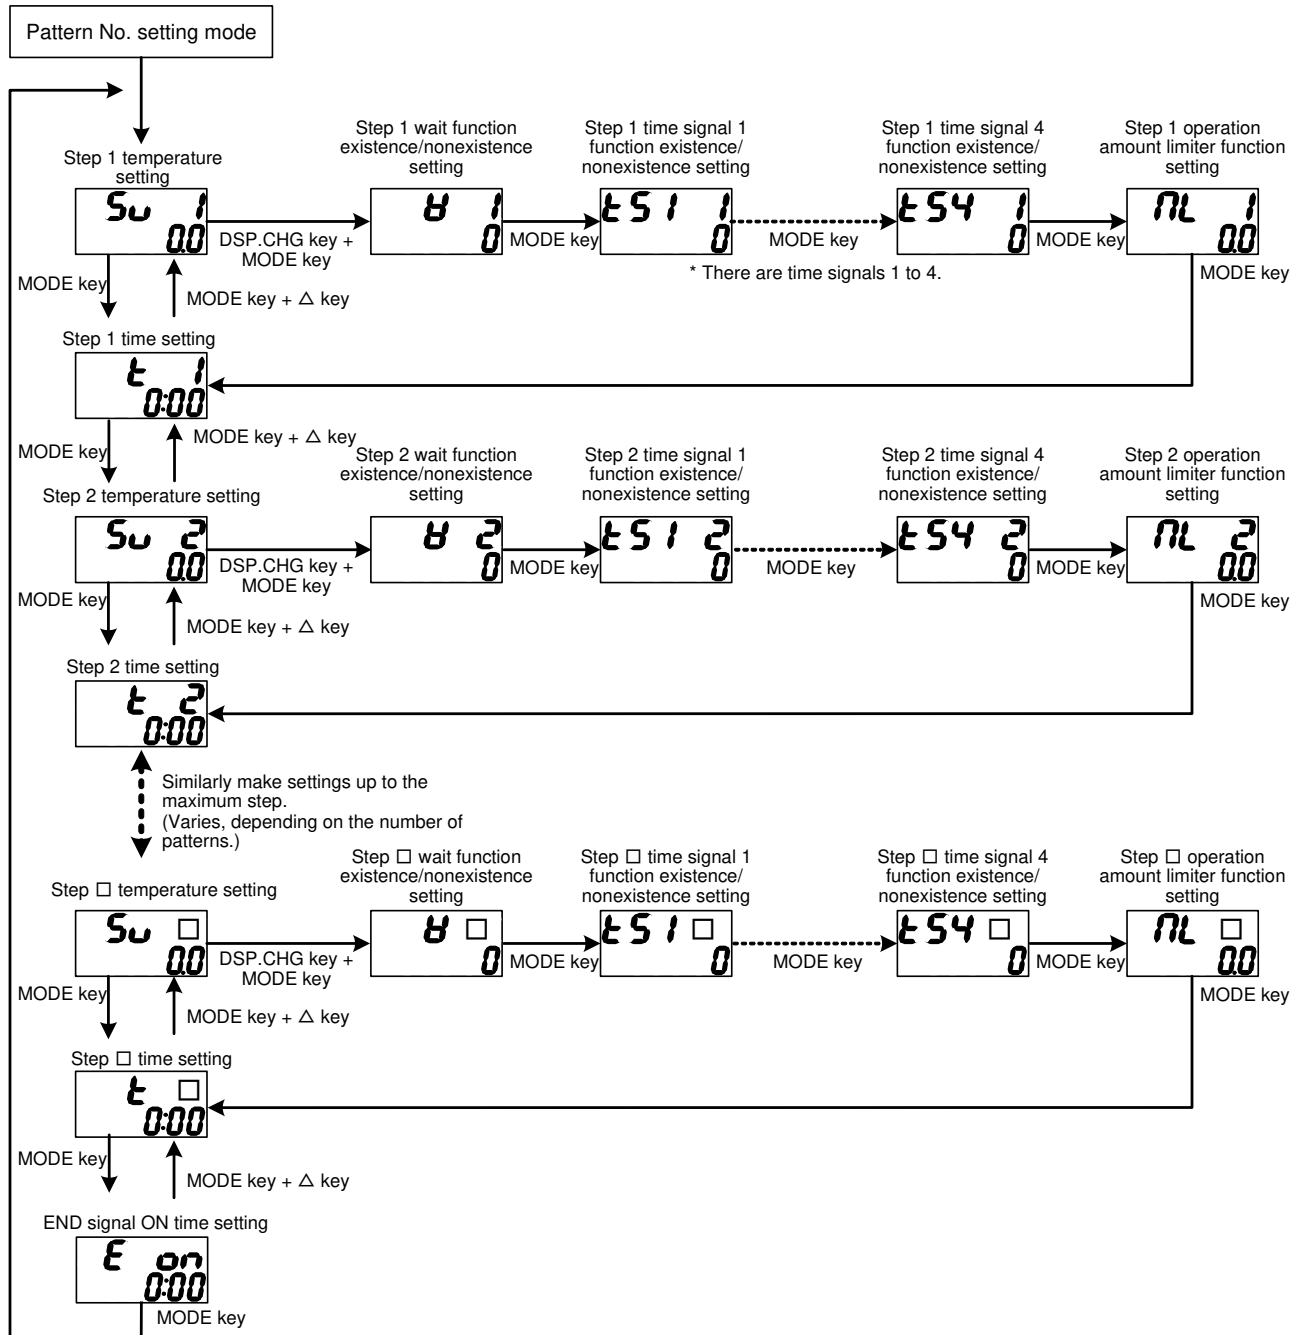 Pattern No. setting mode
Step 1 temperature
setting
Su 1
0.0
DSP.CHG key +
MODE key
Step 1 wait function
existence/nonexistence
setting
1
0
MODE key
Step 1 time signal 1
function existence/
nonexistence setting
tS1 1
0
MODE key
* There are time signals 1 to 4.
Step 1 time signal 4
function existence/
nonexistence setting
tS4 1
0
MODE key
Step 1 operation
amount limiter function
setting
ML 1
0.0
MODE key
MODE key
MODE key + △ key
Step 1 time setting
t 1
0:00
MODE key
MODE key + △ key
Step 2 temperature setting
Su 2
0.0
DSP.CHG key +
MODE key
Step 2 wait function
existence/nonexistence
setting
2
0
MODE key
Step 2 time signal 1
function existence/
nonexistence setting
tS1 2
0
MODE key
Step 2 time signal 4
function existence/
nonexistence setting
tS4 2
0
MODE key
Step 2 operation
amount limiter function
setting
ML 2
0.0
MODE key
MODE key
MODE key + △ key
Step 2 time setting
t 2
0:00
Similarly make settings up to the
maximum step.
(Varies, depending on the number of
patterns.)
Step □ temperature setting
Su □
0.0
DSP.CHG key +
MODE key
Step □ wait function
existence/nonexistence
setting
□
0
MODE key
Step □ time signal 1
function existence/
nonexistence setting
tS1 □
0
MODE key
Step □ time signal 4
function existence/
nonexistence setting
tS4 □
0
MODE key
Step □ operation
amount limiter function
setting
ML □
0.0
MODE key
MODE key
MODE key + △ key
Step □ time setting
t □
0:00
MODE key
MODE key + △ key
END signal ON time setting
E on
0:00
MODE key